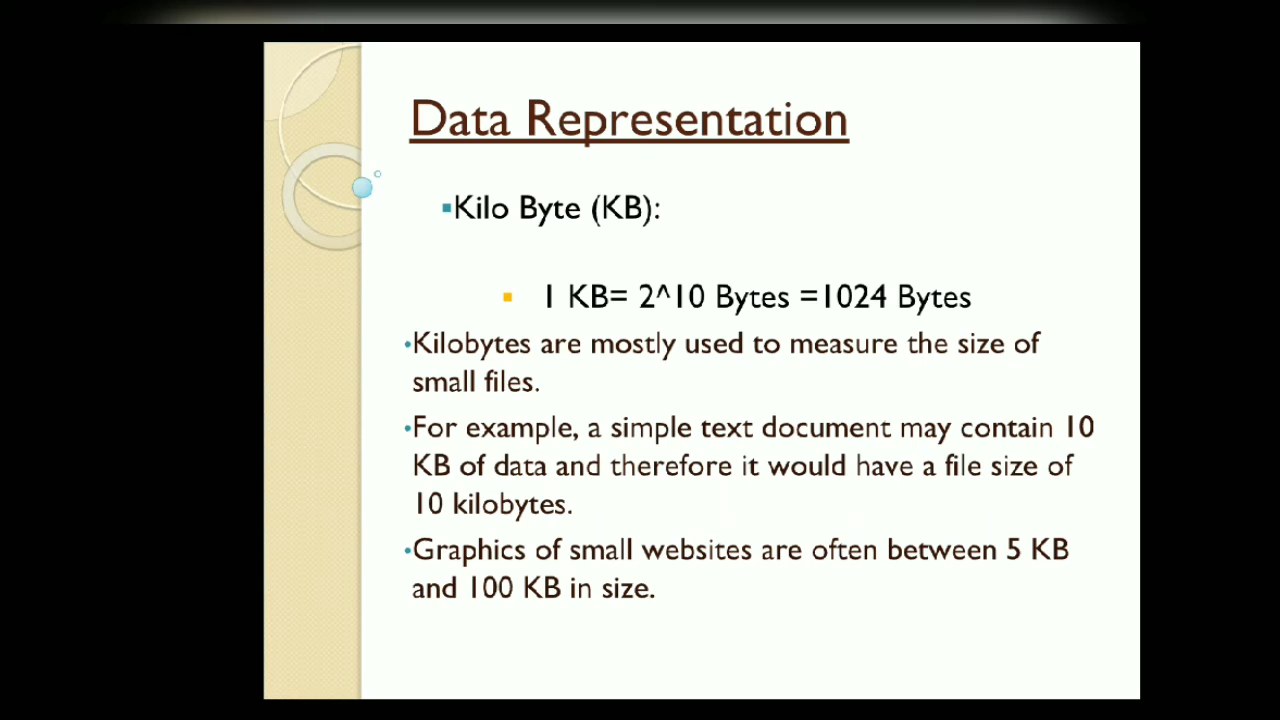 Data Representation
▪Kilo Byte (KB):
▪ 1 KB= 2^10 Bytes =1024 Bytes
•Kilobytes are mostly used to measure the size of
small files.
•For example, a simple text document may contain 10
KB of data and therefore it would have a file size of
10 kilobytes.
•Graphics of small websites are often between 5 KB
and 100 KB in size.